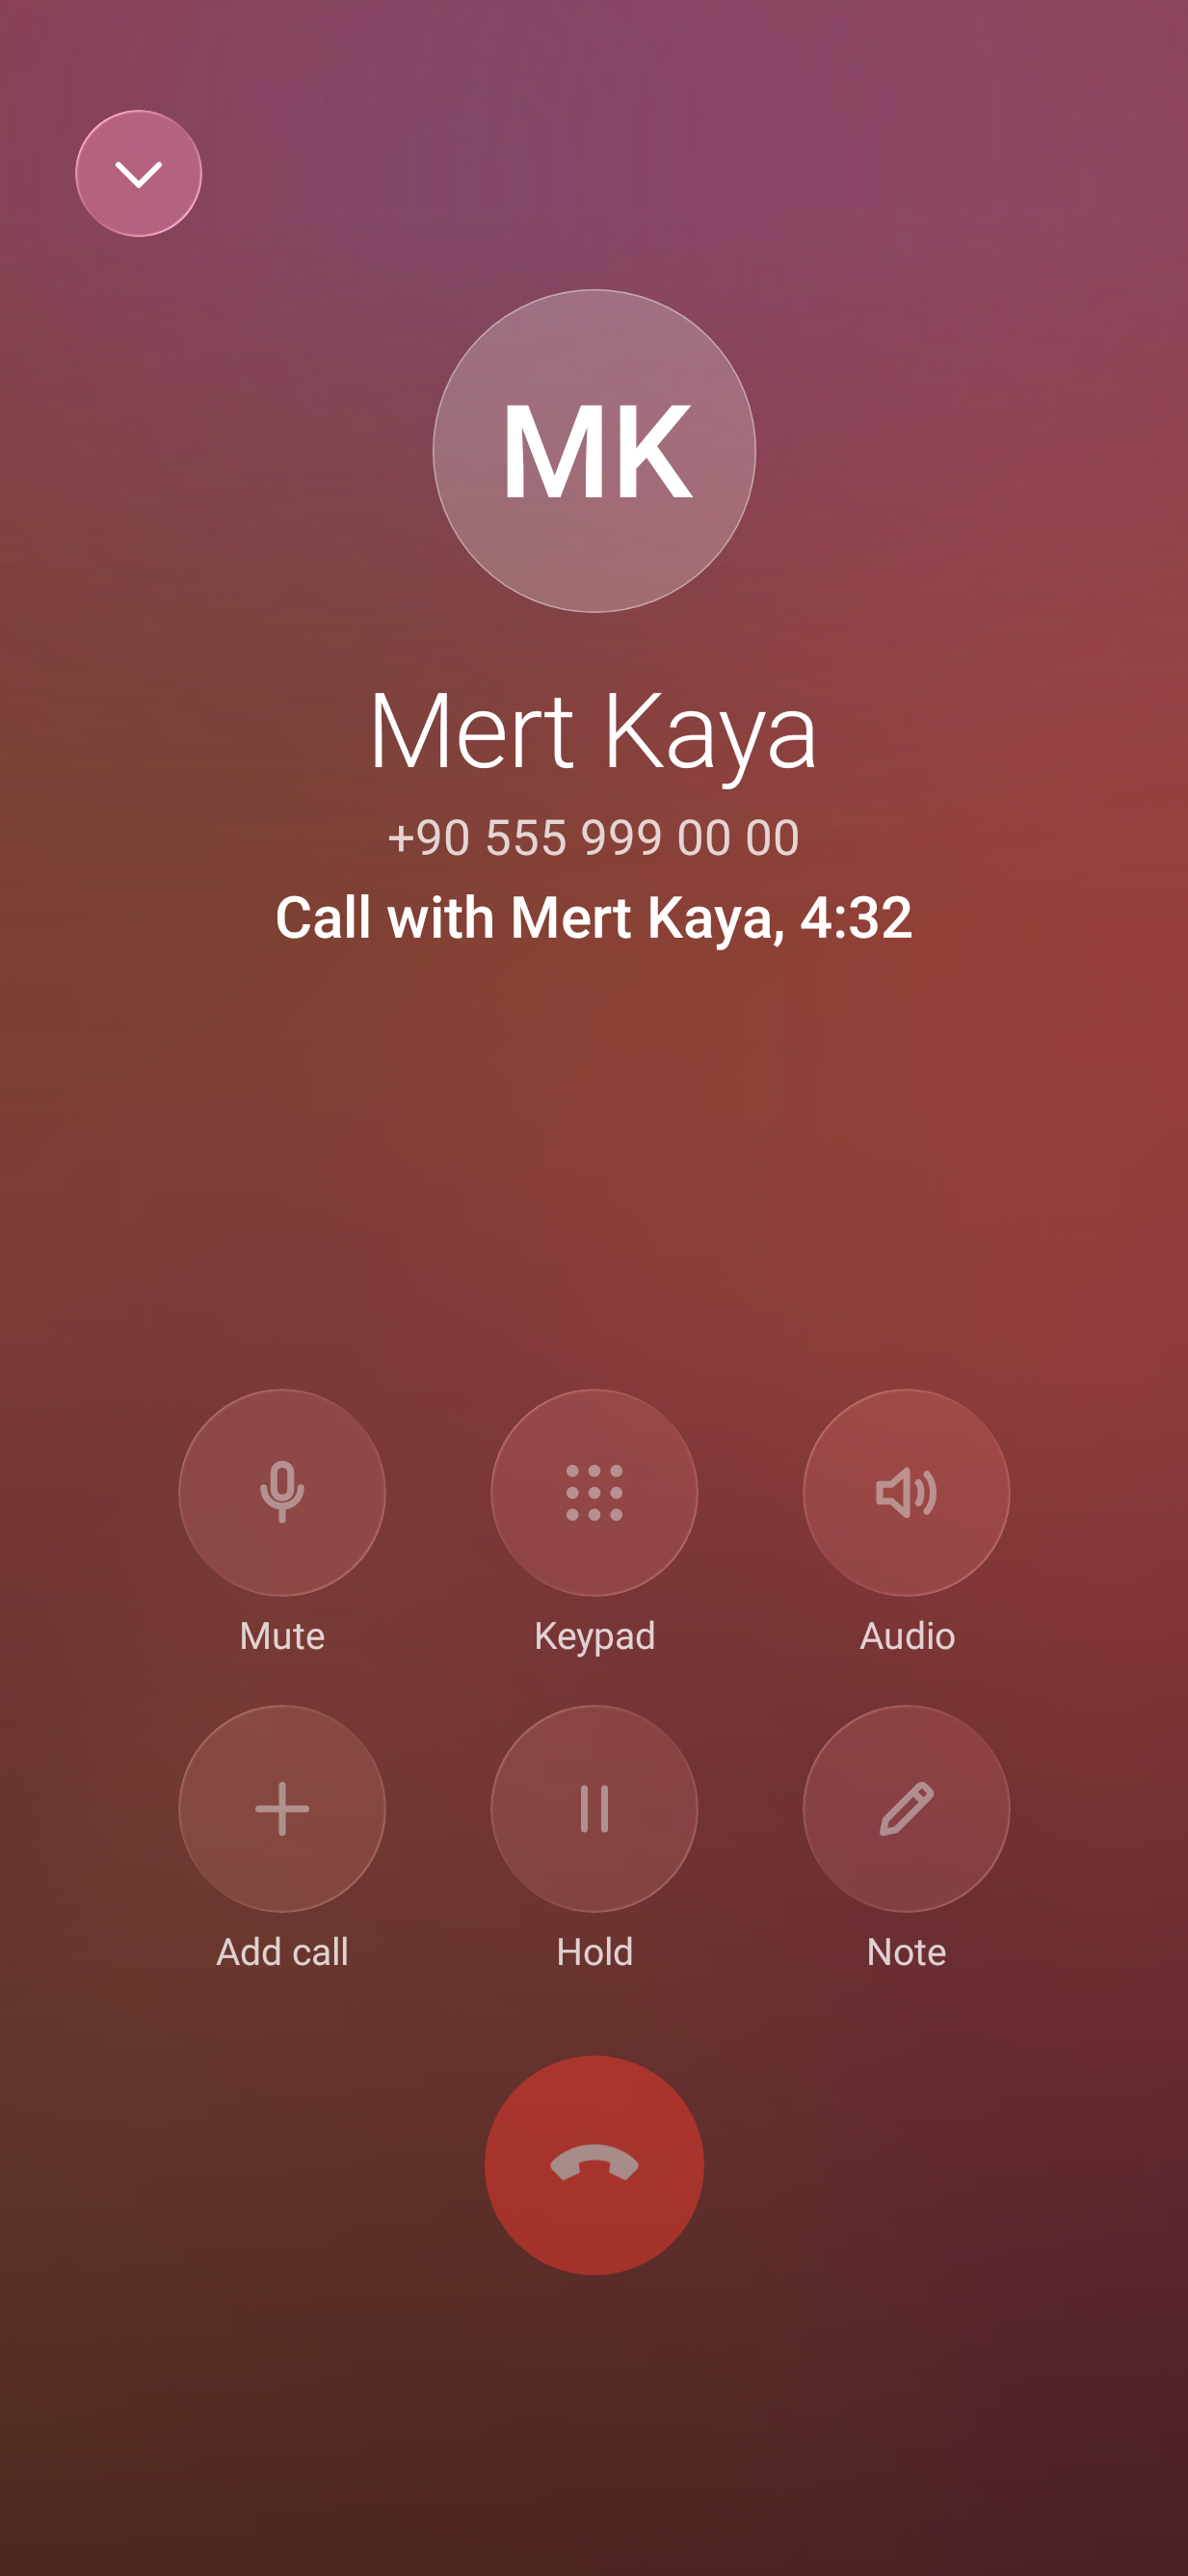 MK
Mert Kaya
+90 555 999 00 00
Call with Mert Kaya, 4:32
Mute
Keypad
Audio
Add call
Hold
Note